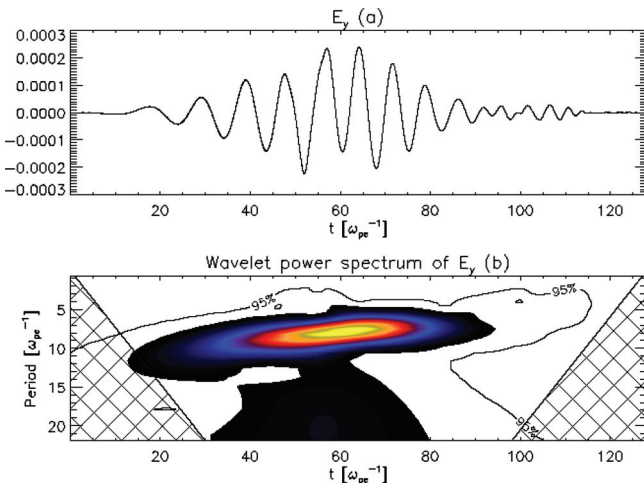 E_y (a)
0.0003
0.0002
0.0001
0.0000
−0.0001
−0.0002
−0.0003
20 40 60 80 100 120
t [ω_pe^−1]
Wavelet power spectrum of E_y (b)
Period [ω_pe^−1]
5
10
15
20
95%
95%
95%
20 40 60 80 100 120
t [ω_pe^−1]